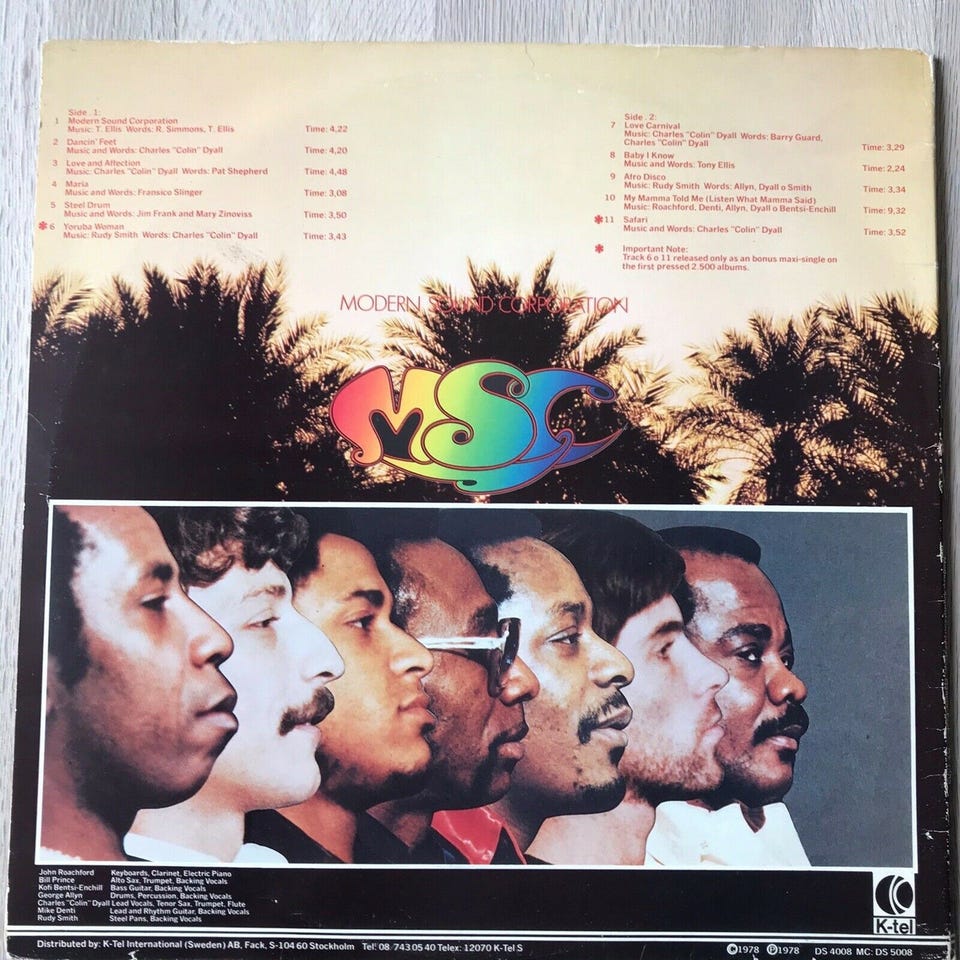 Side . 1:
1 Modern Sound Corporation
Music: T. Ellis Words: R. Simmons, T. Ellis Time: 4,22
2 Dancin' Feet
Music and Words: Charles "Colin" Dyall Time: 4,20
3 Love and Affection
Music: Charles "Colin" Dyall Words: Pat Shepherd Time: 4,48
4 Maria
Music and Words: Fransico Slinger Time: 3,08
5 Steel Drum
Music and Words: Jim Frank and Mary Zinoviss Time: 3,50
* 6 Yoruba Woman
Music: Rudy Smith Words: Charles "Colin" Dyall Time: 3,43
Side . 2:
7 Love Carnival
Music: Charles "Colin" Dyall Words: Barry Guard,
Charles "Colin" Dyall Time: 3,29
8 Baby I Know
Music and Words: Tony Ellis Time: 2,24
9 Afro Disco
Music: Rudy Smith Words: Allyn, Dyall o Smith Time: 3,34
10 My Mamma Told Me (Listen What Mamma Said)
Music: Roachford, Denti, Allyn, Dyall o Bentsi-Enchill Time: 9,32
* 11 Safari
Music and Words: Charles "Colin" Dyall Time: 3,52
* Important Note:
Track 6 o 11 released only as an bonus maxi-single on
the first pressed 2.500 albums.
MODERN SOUND CORPORATION
MSC
John Roachford Keyboards, Clarinet, Electric Piano
Bill Prince Alto Sax, Trumpet, Backing Vocals
Kofi Bentsi-Enchill Bass Guitar, Backing Vocals
George Allyn Drums, Percussion, Backing Vocals
Charles "Colin" Dyall Lead Vocals, Tenor Sax, Trumpet, Flute
Mike Denti Lead and Rhythm Guitar, Backing Vocals
Rudy Smith Steel Pans, Backing Vocals
K-tel
Distributed by: K-Tel International (Sweden) AB, Fack, S-104 60 Stockholm Tel: 08/743 05 40 Telex: 12070 K-Tel S
©1978 ℗1978 DS 4008 MC: DS 5008